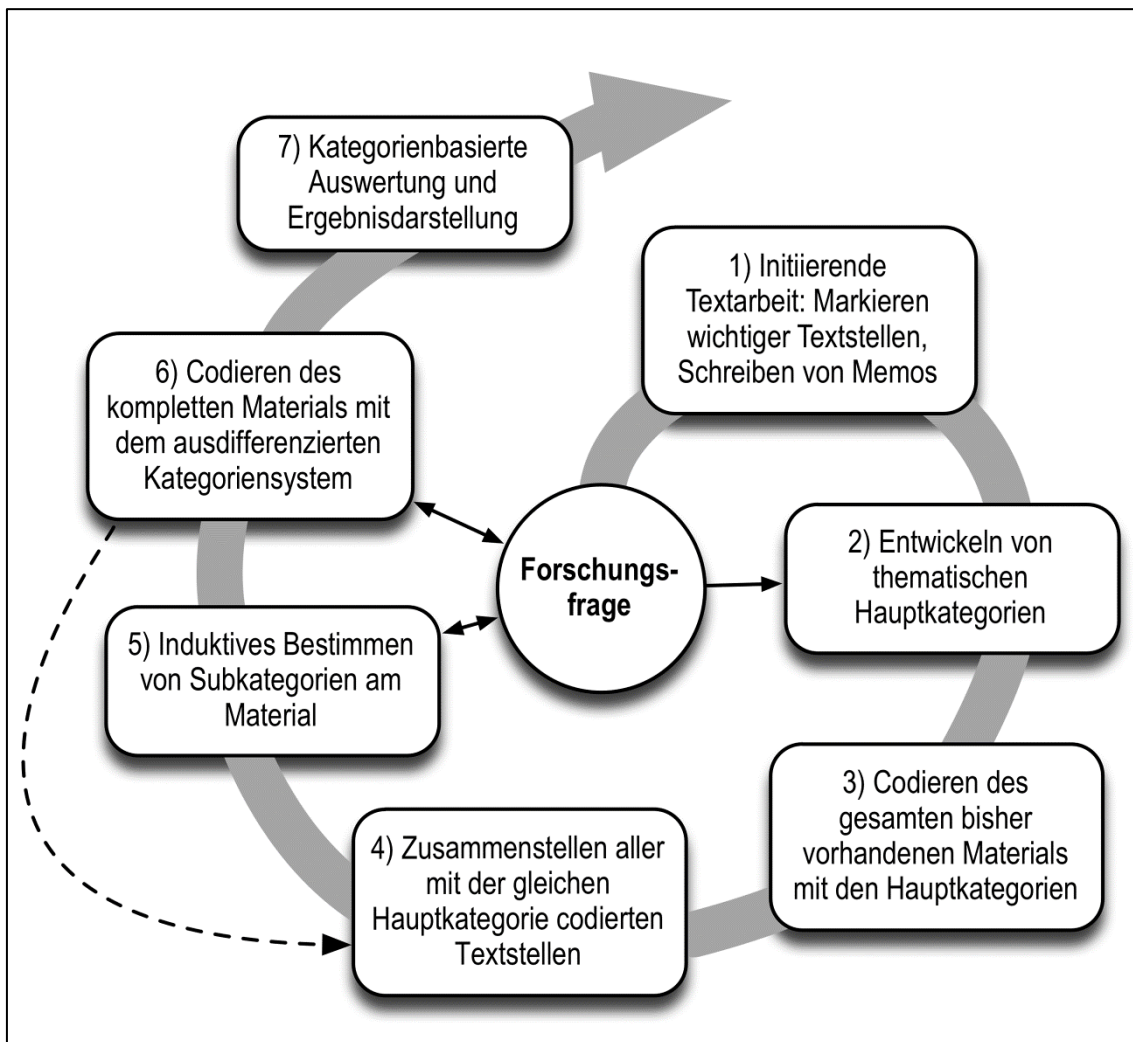 7) Kategorienbasierte
Auswertung und
Ergebnisdarstellung
1) Initiierende
Textarbeit: Markieren
wichtiger Textstellen,
Schreiben von Memos
6) Codieren des
kompletten Materials mit
dem ausdifferenzierten
Kategoriensystem
Forschungs-
frage
2) Entwickeln von
thematischen
Hauptkategorien
5) Induktives Bestimmen
von Subkategorien am
Material
3) Codieren des
gesamten bisher
vorhandenen Materials
mit den Hauptkategorien
4) Zusammenstellen aller
mit der gleichen
Hauptkategorie codierten
Textstellen